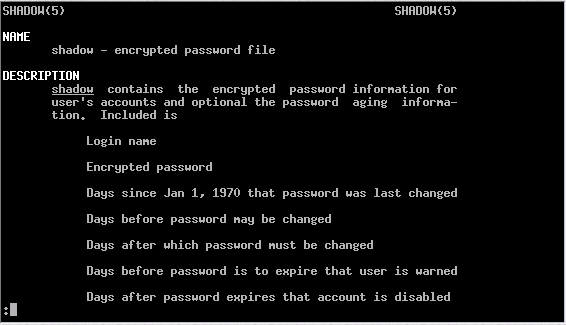 SHADOW(5) SHADOW(5)
NAME
shadow - encrypted password file
DESCRIPTION
shadow contains the encrypted password information for
user's accounts and optional the password aging informa-
tion. Included is
Login name
Encrypted password
Days since Jan 1, 1970 that password was last changed
Days before password may be changed
Days after which password must be changed
Days before password is to expire that user is warned
Days after password expires that account is disabled
: